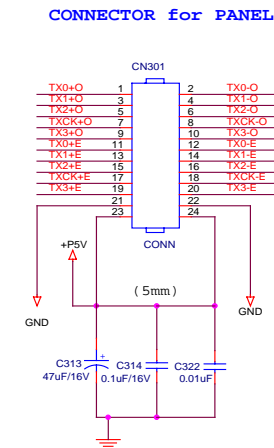 CONNECTOR for PANEL
CN301
TX0+O 1 2 TX0-O
TX1+O 3 4 TX1-O
TX2+O 5 6 TX2-O
TXCK+O 7 8 TXCK-O
TX3+O 9 10 TX3-O
TX0+E 11 12 TX0-E
TX1+E 13 14 TX1-E
TX2+E 15 16 TX2-E
TXCK+E 17 18 TXCK-E
TX3+E 19 20 TX3-E
21 22
23 24
+P5V CONN
(5mm)
GND GND
C313 + C314 C322
47uF/16V 0.1uF/16V 0.01uF